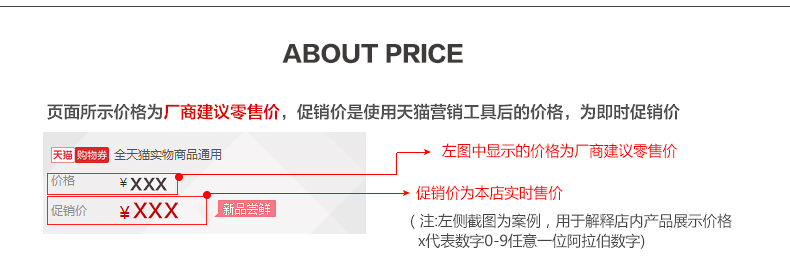 ABOUT PRICE
页面所示价格为厂商建议零售价，促销价是使用天猫营销工具后的价格，为即时促销价
天猫 购物券 全天猫实物商品通用
左图中显示的价格为厂商建议零售价
价格 ¥ XXX
促销价 ¥ XXX 新品尝鲜
促销价为本店实时售价
( 注:左侧截图为案例，用于解释店内产品展示价格
x代表数字0-9任意一位阿拉伯数字)